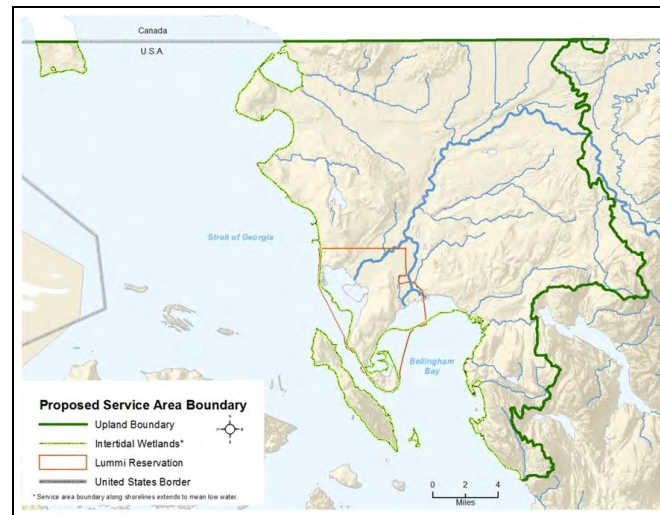 Canada
U.S.A.
Strait of Georgia
Bellingham
Bay
Proposed Service Area Boundary
Upland Boundary
Intertidal Wetlands*
Lummi Reservation
United States Border
* Service area boundary along shorelines extends to mean low water.
0 2 4
Miles